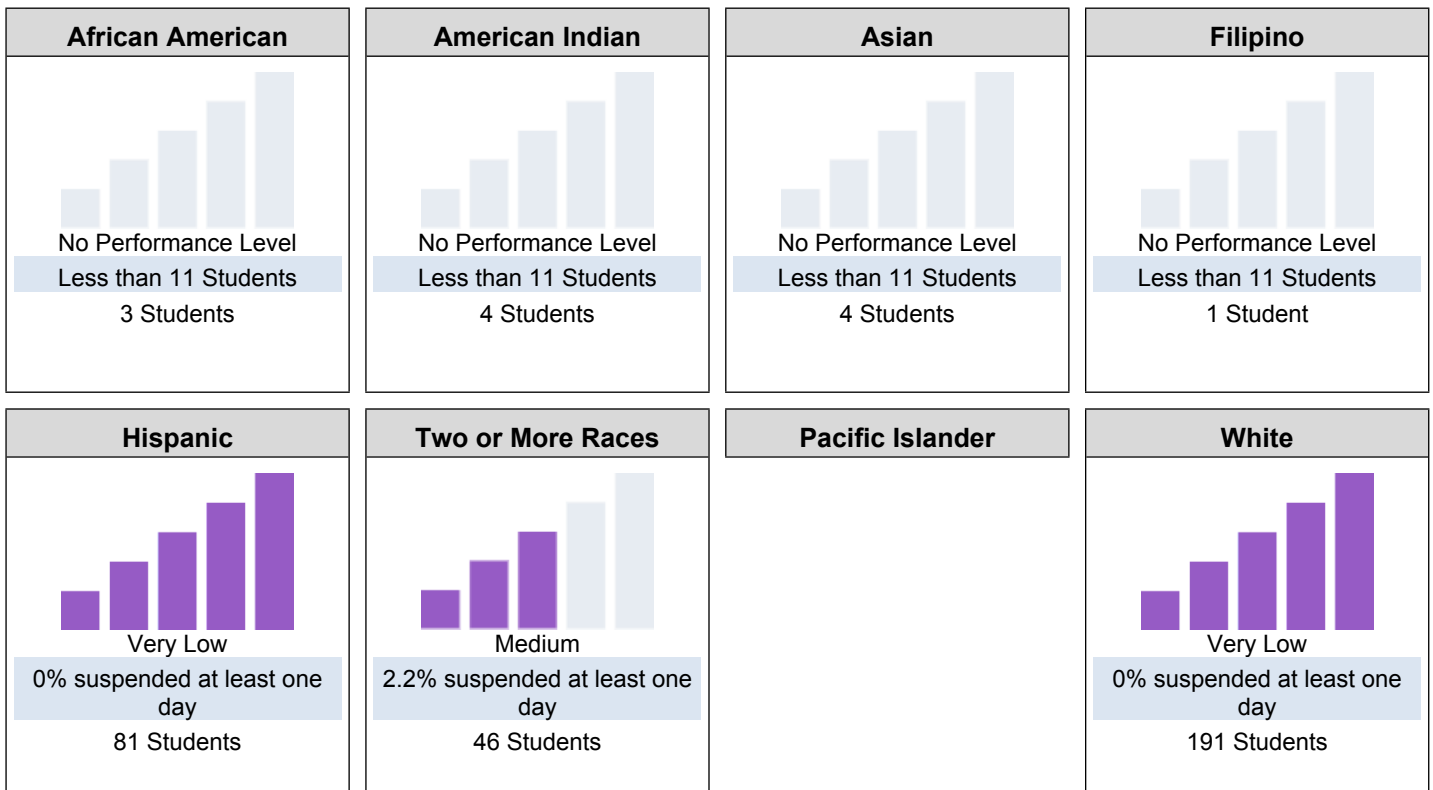 African American
No Performance Level
Less than 11 Students
3 Students
American Indian
No Performance Level
Less than 11 Students
4 Students
Asian
No Performance Level
Less than 11 Students
4 Students
Filipino
No Performance Level
Less than 11 Students
1 Student
Hispanic
Very Low
0% suspended at least one
day
81 Students
Two or More Races
Medium
2.2% suspended at least one
day
46 Students
Pacific Islander
White
Very Low
0% suspended at least one
day
191 Students